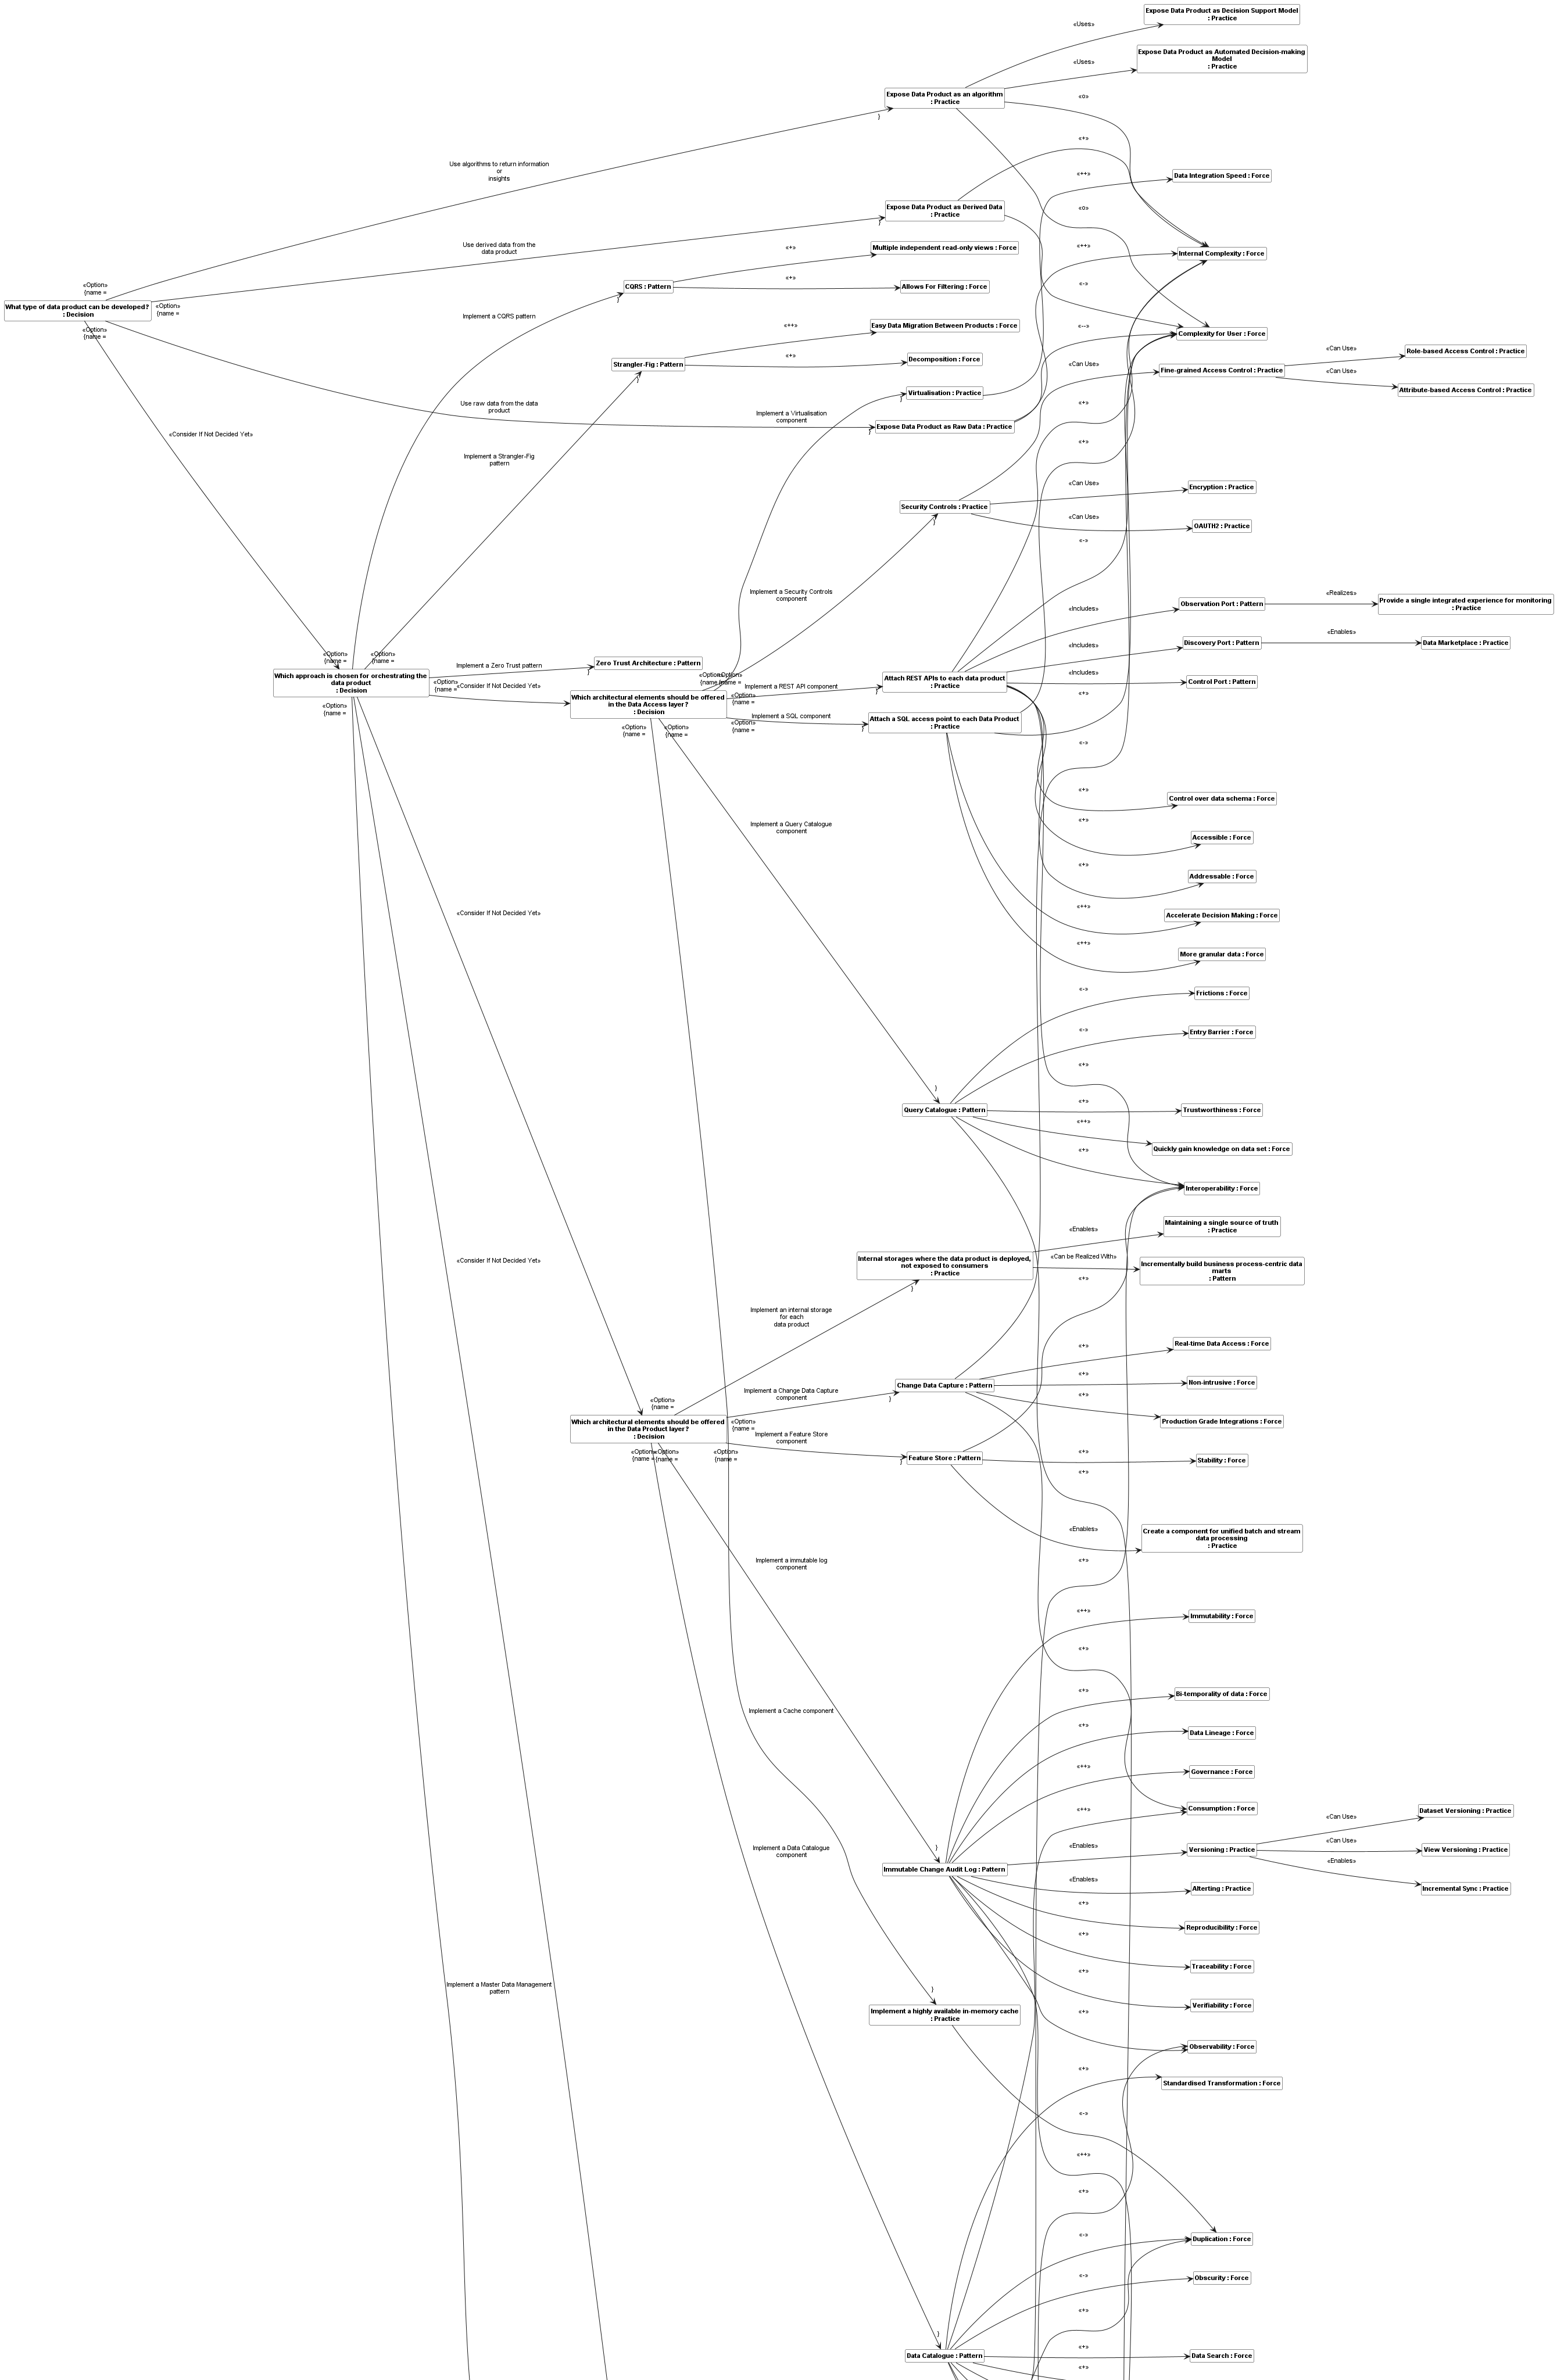 Expose Data Product as Decision Support Model
: Practice
«Uses»
Expose Data Product as Automated Decision-making
Model
: Practice
«Uses»
Expose Data Product as an algorithm
: Practice
}
«o»
«+»
Use algorithms to return information
or
insights
«++»
Data Integration Speed : Force
Expose Data Product as Derived Data
: Practice
}
«o»
Use derived data from the
data product
«+»
Multiple independent read-only views : Force
«++»
Internal Complexity : Force
«+»
Allows For Filtering : Force
CQRS : Pattern
}
«-»
«Option»
{name =
What type of data product can be developed?
: Decision
«Option»
{name =
«Option»
{name =
Implement a CQRS pattern
«++»
Easy Data Migration Between Products : Force
«--»
Complexity for User : Force
«+»
Decomposition : Force
Strangler-Fig : Pattern
}
«Can Use»
Fine-grained Access Control : Practice
«Can Use»
Role-based Access Control : Practice
«Can Use»
Attribute-based Access Control : Practice
Virtualisation : Practice
}
Use raw data from the data
product
Implement a Virtualisation
component
Expose Data Product as Raw Data : Practice
}
«+»
«Consider If Not Decided Yet»
«+»
Implement a Strangler-Fig
pattern
«Can Use»
Encryption : Practice
Security Controls : Practice
}
«Can Use»
OAUTH2 : Practice
«-»
Implement a Security Controls
component
«Includes»
Observation Port : Pattern
«Realizes»
Provide a single integrated experience for monitoring
: Practice
«Includes»
Discovery Port : Pattern
«Enables»
Data Marketplace : Practice
«Option»
{name =
«Option»
{name =
Implement a Zero Trust pattern
Zero Trust Architecture : Pattern
}
Which approach is chosen for orchestrating the
data product
: Decision
«Option»
{name =
«Consider If Not Decided Yet»
«Option»
{name =
«Option»
{name =
Implement a REST API component
Attach REST APIs to each data product
: Practice
}
«Includes»
Control Port : Pattern
«Option»
{name =
Which architectural elements should be offered
in the Data Access layer?
: Decision
«Option»
{name =
Implement a SQL component
Attach a SQL access point to each Data Product
: Practice
}
«+»
«Option»
{name =
«Option»
{name =
«Option»
{name =
«-»
«+»
Control over data schema : Force
Implement a Query Catalogue
component
«+»
Accessible : Force
«+»
Addressable : Force
«++»
Accelerate Decision Making : Force
«Consider If Not Decided Yet»
«++»
More granular data : Force
«-»
Frictions : Force
«-»
Entry Barrier : Force
«+»
}
Query Catalogue : Pattern
«+»
Trustworthiness : Force
«++»
Quickly gain knowledge on data set : Force
«+»
Interoperability : Force
«Enables»
Maintaining a single source of truth
: Practice
«Consider If Not Decided Yet»
Internal storages where the data product is deployed,
not exposed to consumers
: Practice
}
«Can be Realized With»
Incrementally build business process-centric data
marts
: Pattern
«+»
Implement an internal storage
for each
data product
«+»
Real-time Data Access : Force
Change Data Capture : Pattern
}
Implement a Change Data Capture
component
«+»
Non-intrusive : Force
«+»
Production Grade Integrations : Force
«Option»
{name =
Which architectural elements should be offered
in the Data Product layer?
: Decision
«Option»
{name =
Implement a Feature Store
component
«Option»
{name =
«Option»
{name =
«Option»
{name =
Feature Store : Pattern
}
«+»
Stability : Force
«+»
«Enables»
Create a component for unified batch and stream
data processing
: Practice
Implement a immutable log
component
«+»
«++»
Immutability : Force
«+»
«+»
Bi-temporality of data : Force
Implement a Cache component
«+»
Data Lineage : Force
«++»
Governance : Force
«++»
Consumption : Force
«Enables»
Versioning : Practice
«Can Use»
Dataset Versioning : Practice
«Can Use»
View Versioning : Practice
«Enables»
Incremental Sync : Practice
Implement a Data Catalogue
component
}
Immutable Change Audit Log : Pattern
«Enables»
Alterting : Practice
«+»
Reproducibility : Force
«+»
Traceability : Force
Implement a Master Data Management
pattern
«+»
Verifiability : Force
}
Implement a highly available in-memory cache
: Practice
«+»
Observability : Force
«+»
Standardised Transformation : Force
«-»
«++»
«+»
«-»
Duplication : Force
«-»
Obscurity : Force
«+»
}
Data Catalogue : Pattern
«+»
Data Search : Force
«+»